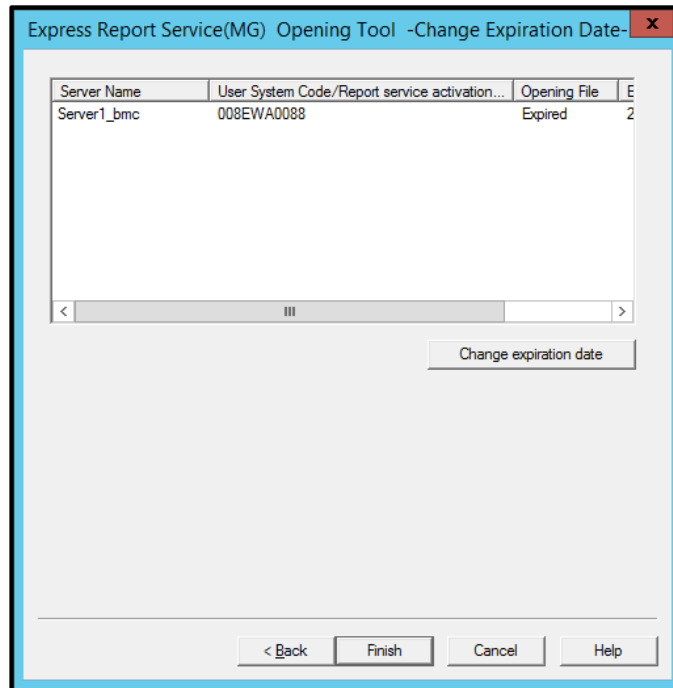 Express Report Service(MG) Opening Tool -Change Expiration Date- x
Server Name User System Code/Report service activation... Opening File E
Server1_bmc 008EWA0088 Expired 2
Change expiration date
< Back Finish Cancel Help